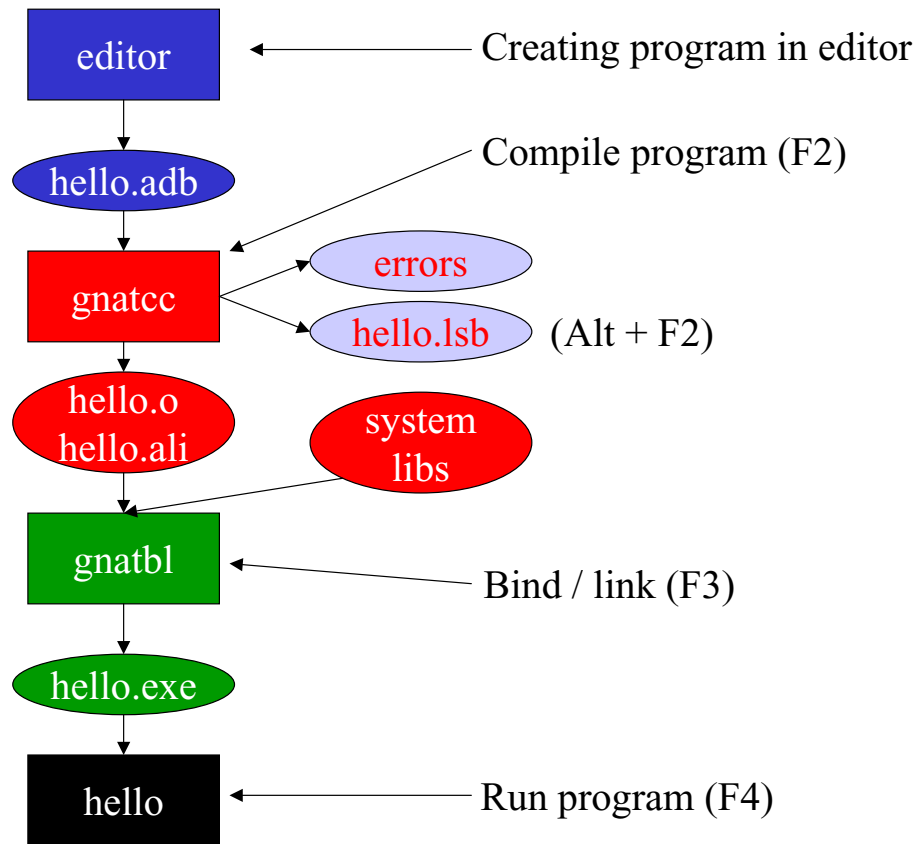 editor
Creating program in editor
hello.adb
Compile program (F2)
gnatcc
errors
hello.lsb
(Alt + F2)
hello.o
hello.ali
system
libs
gnatbl
Bind / link (F3)
hello.exe
hello
Run program (F4)